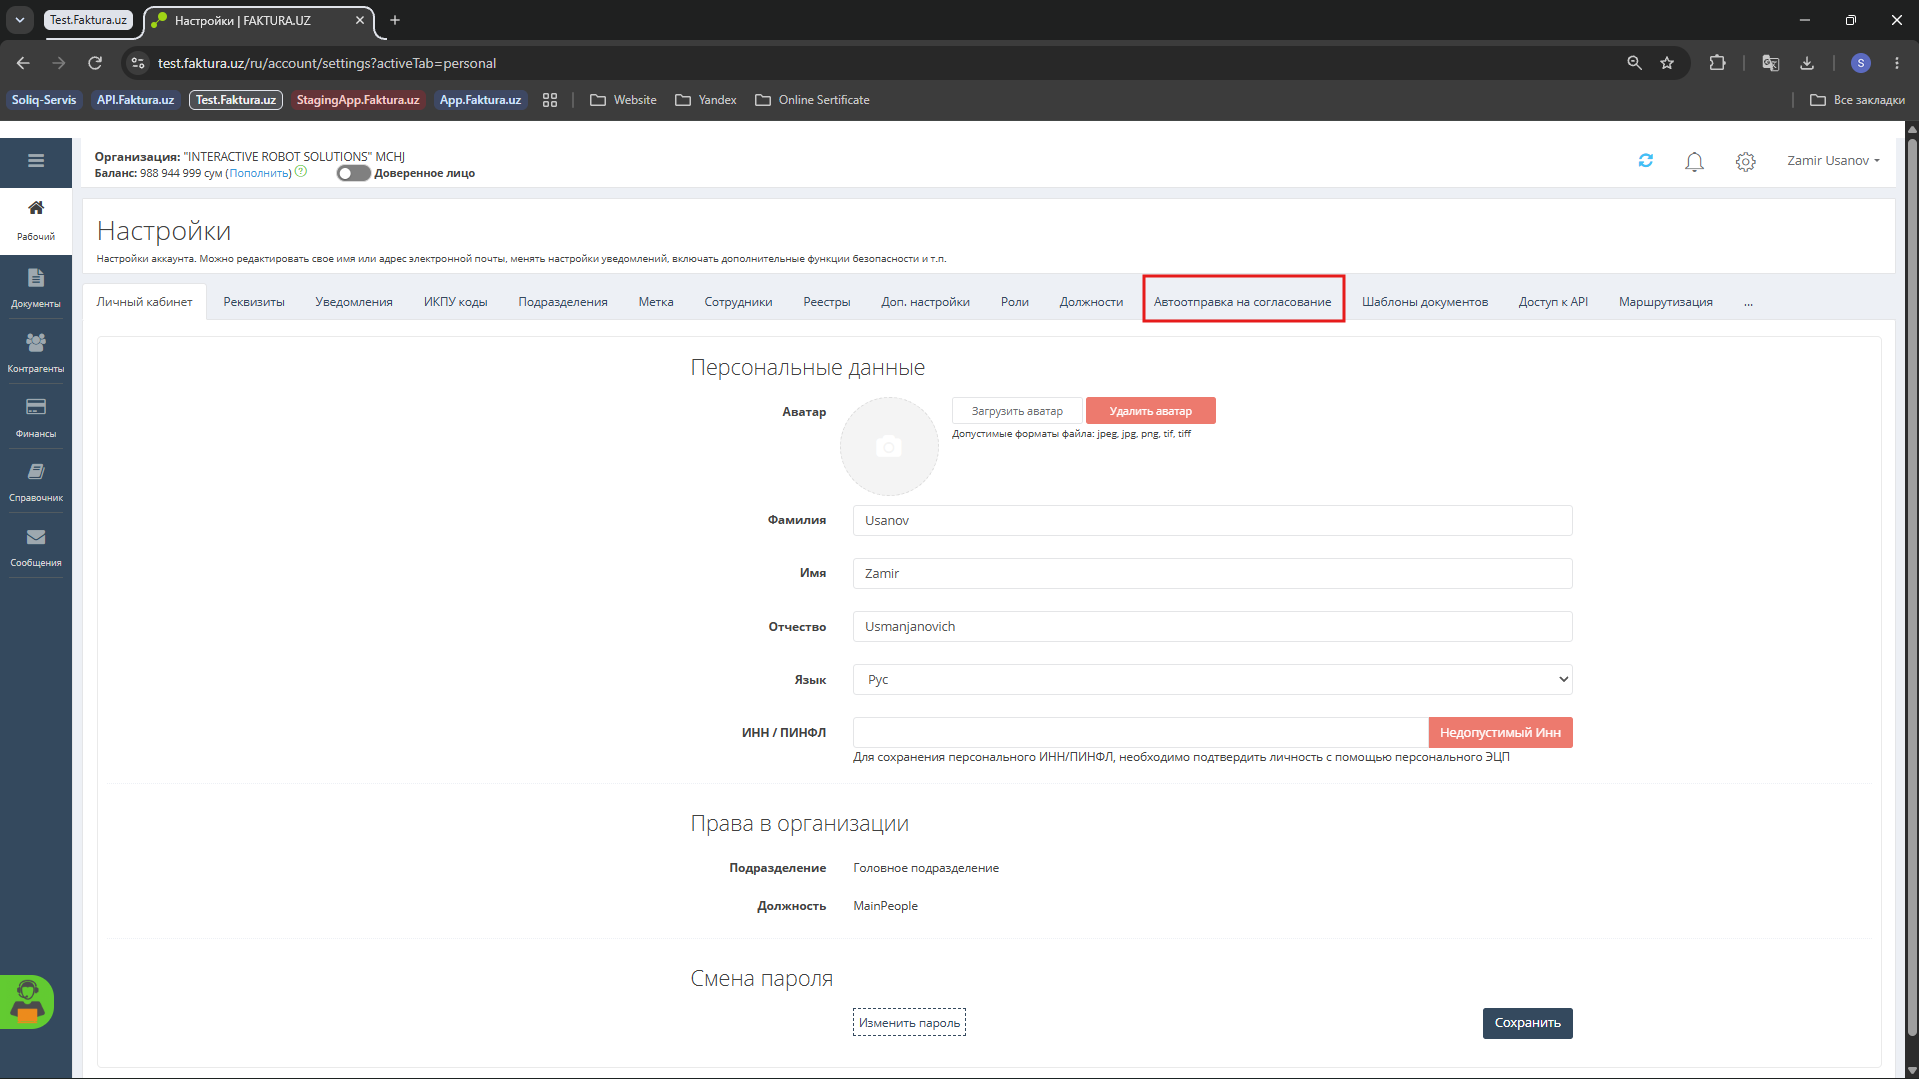 Test.Faktura.uz
Настройки | FAKTURA.UZ
test.faktura.uz/ru/account/settings?activeTab=personal
S
Soliq-Servis
API.Faktura.uz
Test.Faktura.uz
StagingApp.Faktura.uz
App.Faktura.uz
Website
Yandex
Online Sertificate
Все закладки
Организация: "INTERACTIVE ROBOT SOLUTIONS" MCHJ
Баланс: 988 944 999 сум (Пополнить) ?
Доверенное лицо
Zamir Usanov
Рабочий
Документы
Контрагенты
Финансы
Справочник
Сообщения
Настройки
Настройки аккаунта. Можно редактировать свое имя или адрес электронной почты, менять настройки уведомлений, включать дополнительные функции безопасности и т.п.
Личный кабинет
Реквизиты
Уведомления
ИКПУ коды
Подразделения
Метка
Сотрудники
Реестры
Доп. настройки
Роли
Должности
Автоотправка на согласование
Шаблоны документов
Доступ к API
Маршрутизация
...
Персональные данные
Аватар
Загрузить аватар
Удалить аватар
Допустимые форматы файла: jpeg, jpg, png, tif, tiff
Фамилия
Usanov
Имя
Zamir
Отчество
Usmanjanovich
Язык
Рус
ИНН / ПИНФЛ
Недопустимый Инн
Для сохранения персонального ИНН/ПИНФЛ, необходимо подтвердить личность с помощью персонального ЭЦП
Права в организации
Подразделение
Головное подразделение
Должность
MainPeople
Смена пароля
Изменить пароль
Сохранить